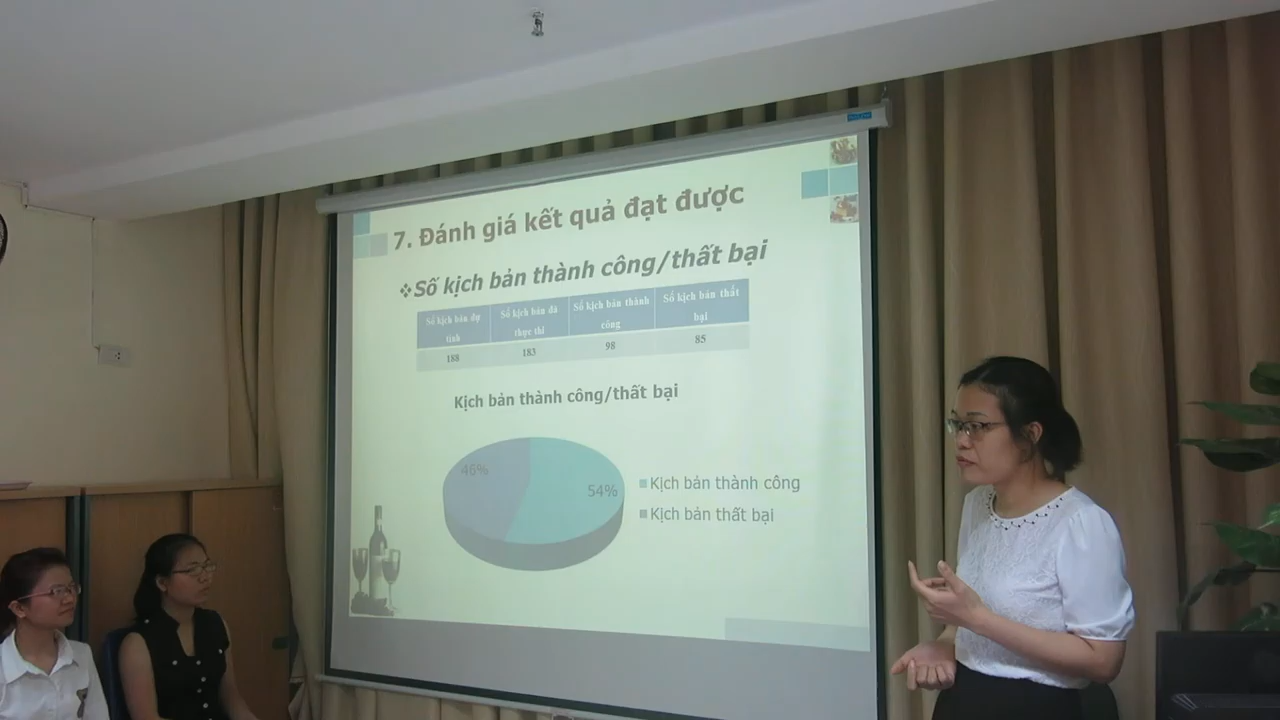 7. Đánh giá kết quả đạt được
❖Số kịch bản thành công/thất bại
Số kịch bản dự tính
Số kịch bản đã thực thi
Số kịch bản thành công
Số kịch bản thất bại
188 183 98 85
Kịch bản thành công/thất bại
46%
54%
Kịch bản thành công
Kịch bản thất bại